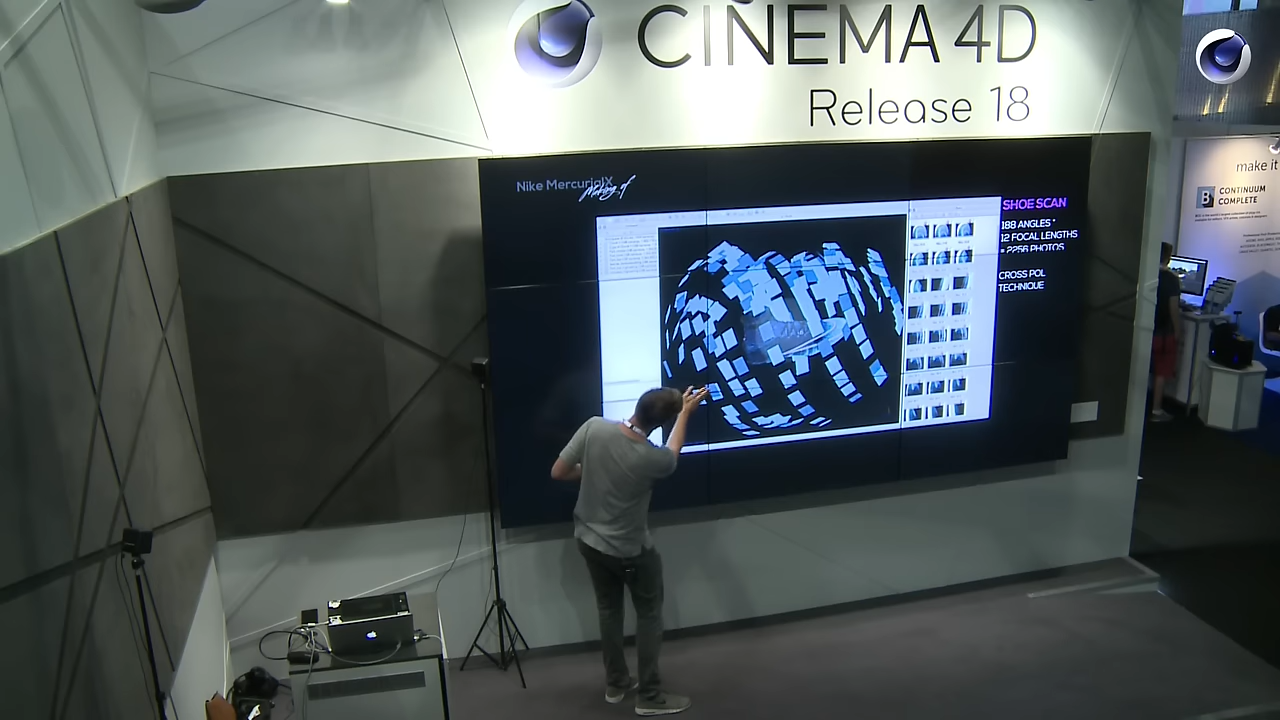 CINEMA 4D
Release 18
Nike MercurialX
Making of
SHOE SCAN
188 ANGLES *
12 FOCAL LENGTHS
= 2256 PHOTOS
CROSS POL
TECHNIQUE
make it
B
CONTINUUM
COMPLETE